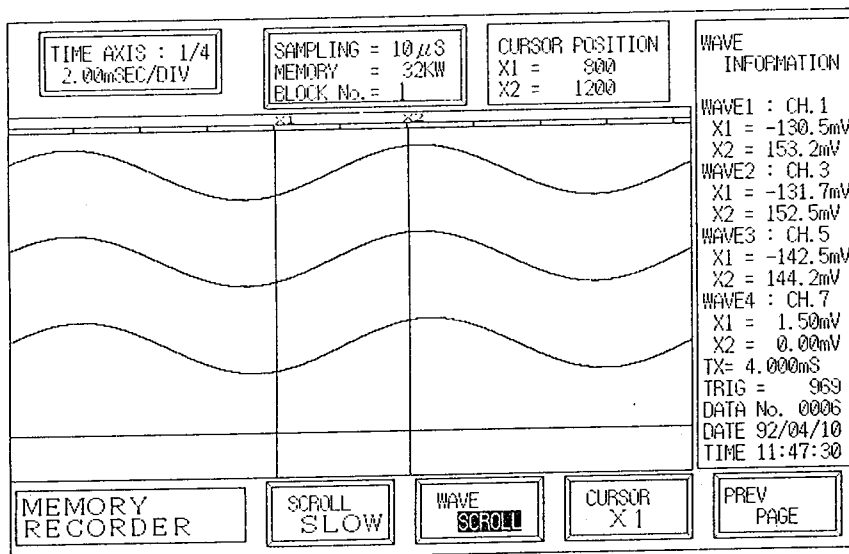 TIME AXIS : 1/4
2.00mSEC/DIV
SAMPLING = 10μS
MEMORY = 32KW
BLOCK No.= 1
CURSOR POSITION
X1 = 800
X2 = 1200
X1
X2
WAVE
INFORMATION
WAVE1 : CH.1
X1 = -130.5mV
X2 = 153.2mV
WAVE2 : CH.3
X1 = -131.7mV
X2 = 152.5mV
WAVE3 : CH.5
X1 = -142.5mV
X2 = 144.2mV
WAVE4 : CH.7
X1 = 1.50mV
X2 = 0.00mV
TX= 4.000mS
TRIG = 969
DATA No. 0006
DATE 92/04/10
TIME 11:47:30
MEMORY
RECORDER
SCROLL
SLOW
WAVE
SCROLL
CURSOR
X1
PREV
PAGE